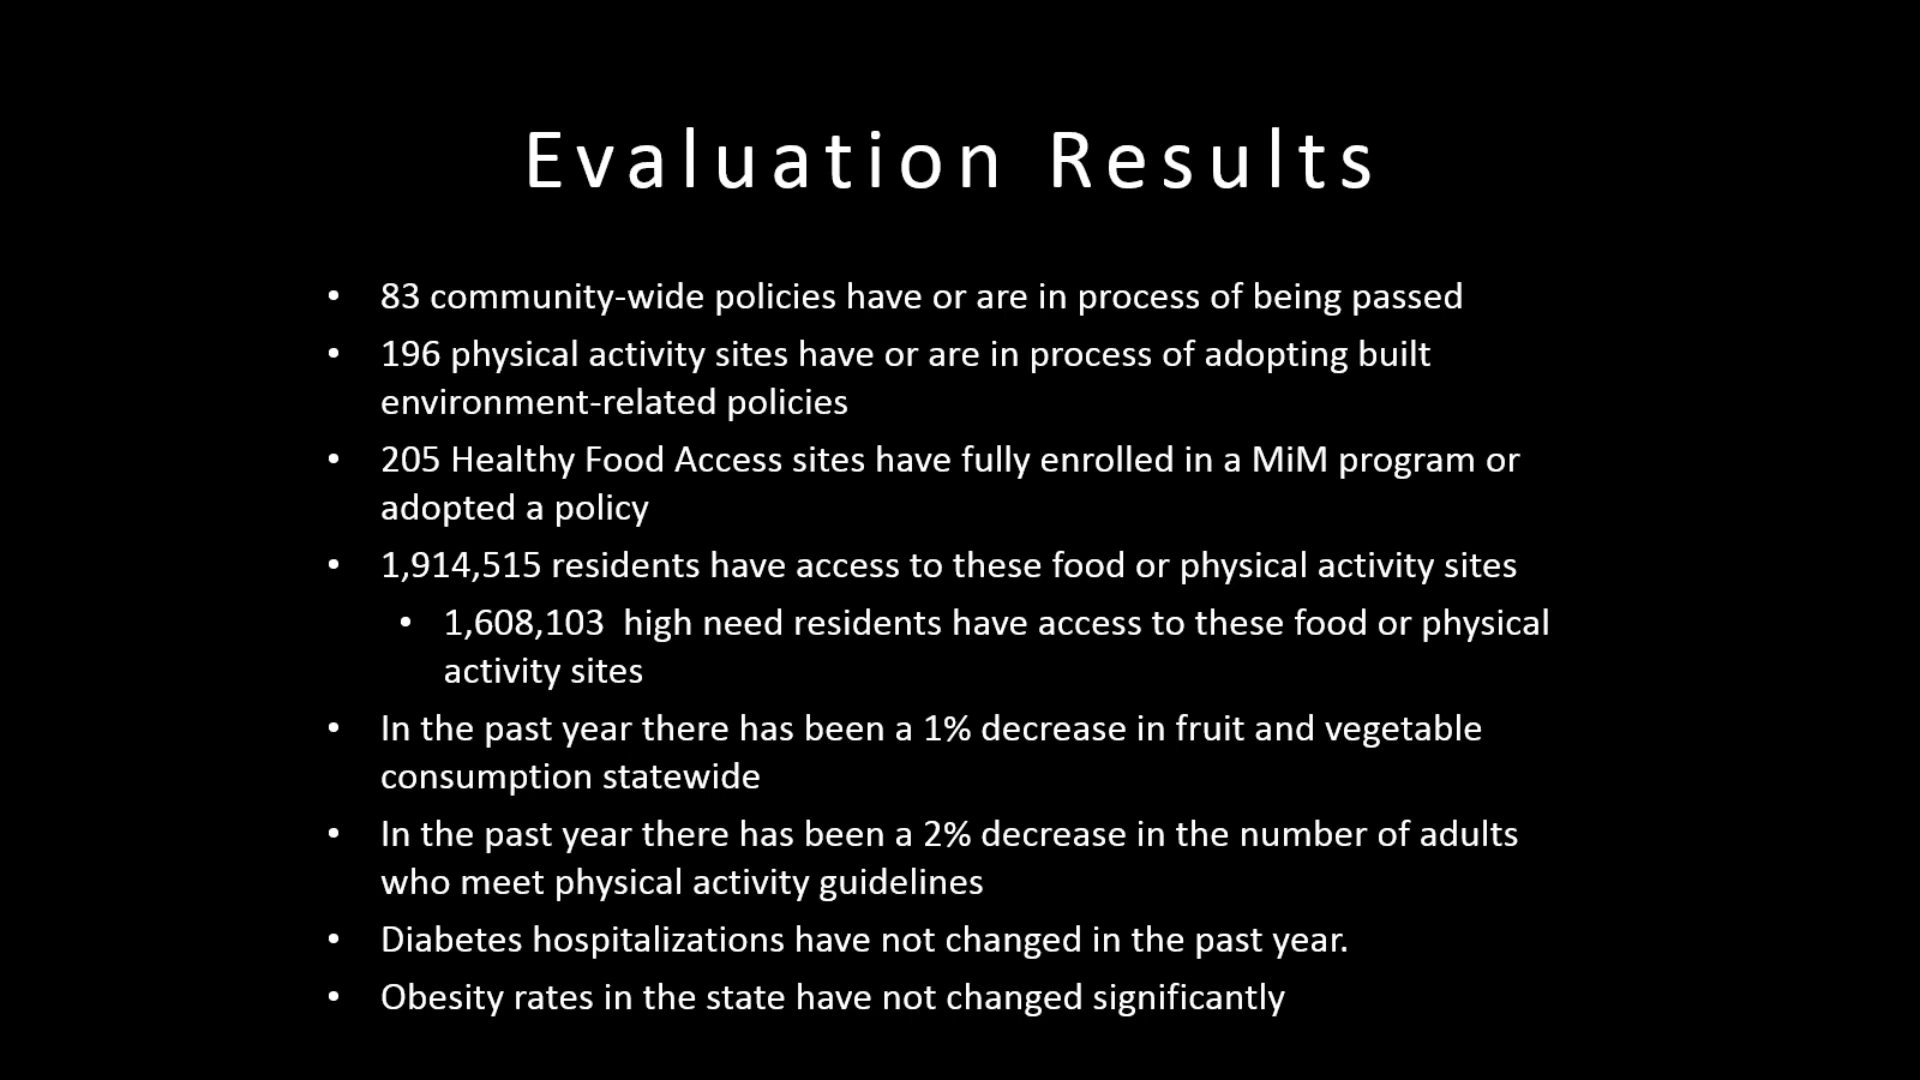 Evaluation Results
• 83 community-wide policies have or are in process of being passed
• 196 physical activity sites have or are in process of adopting built
environment-related policies
• 205 Healthy Food Access sites have fully enrolled in a MiM program or
adopted a policy
• 1,914,515 residents have access to these food or physical activity sites
• 1,608,103  high need residents have access to these food or physical
activity sites
• In the past year there has been a 1% decrease in fruit and vegetable
consumption statewide
• In the past year there has been a 2% decrease in the number of adults
who meet physical activity guidelines
• Diabetes hospitalizations have not changed in the past year.
• Obesity rates in the state have not changed significantly